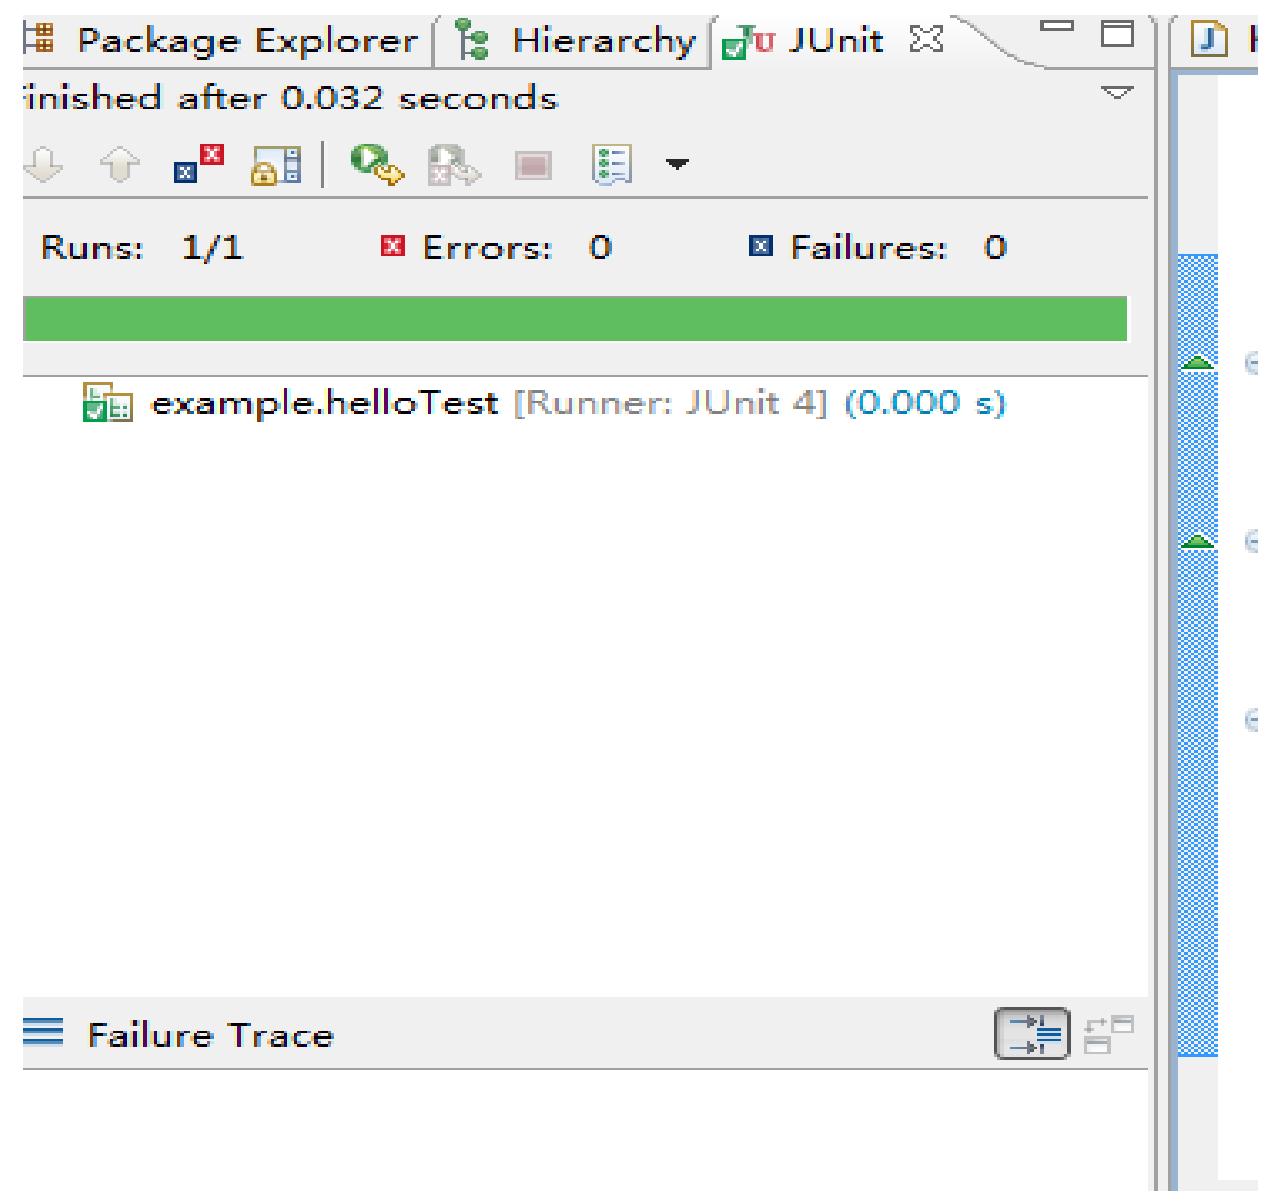 Package Explorer Hierarchy JUnit
inished after 0.032 seconds
Runs: 1/1 Errors: 0 Failures: 0
example.helloTest [Runner: JUnit 4] (0.000 s)
Failure Trace